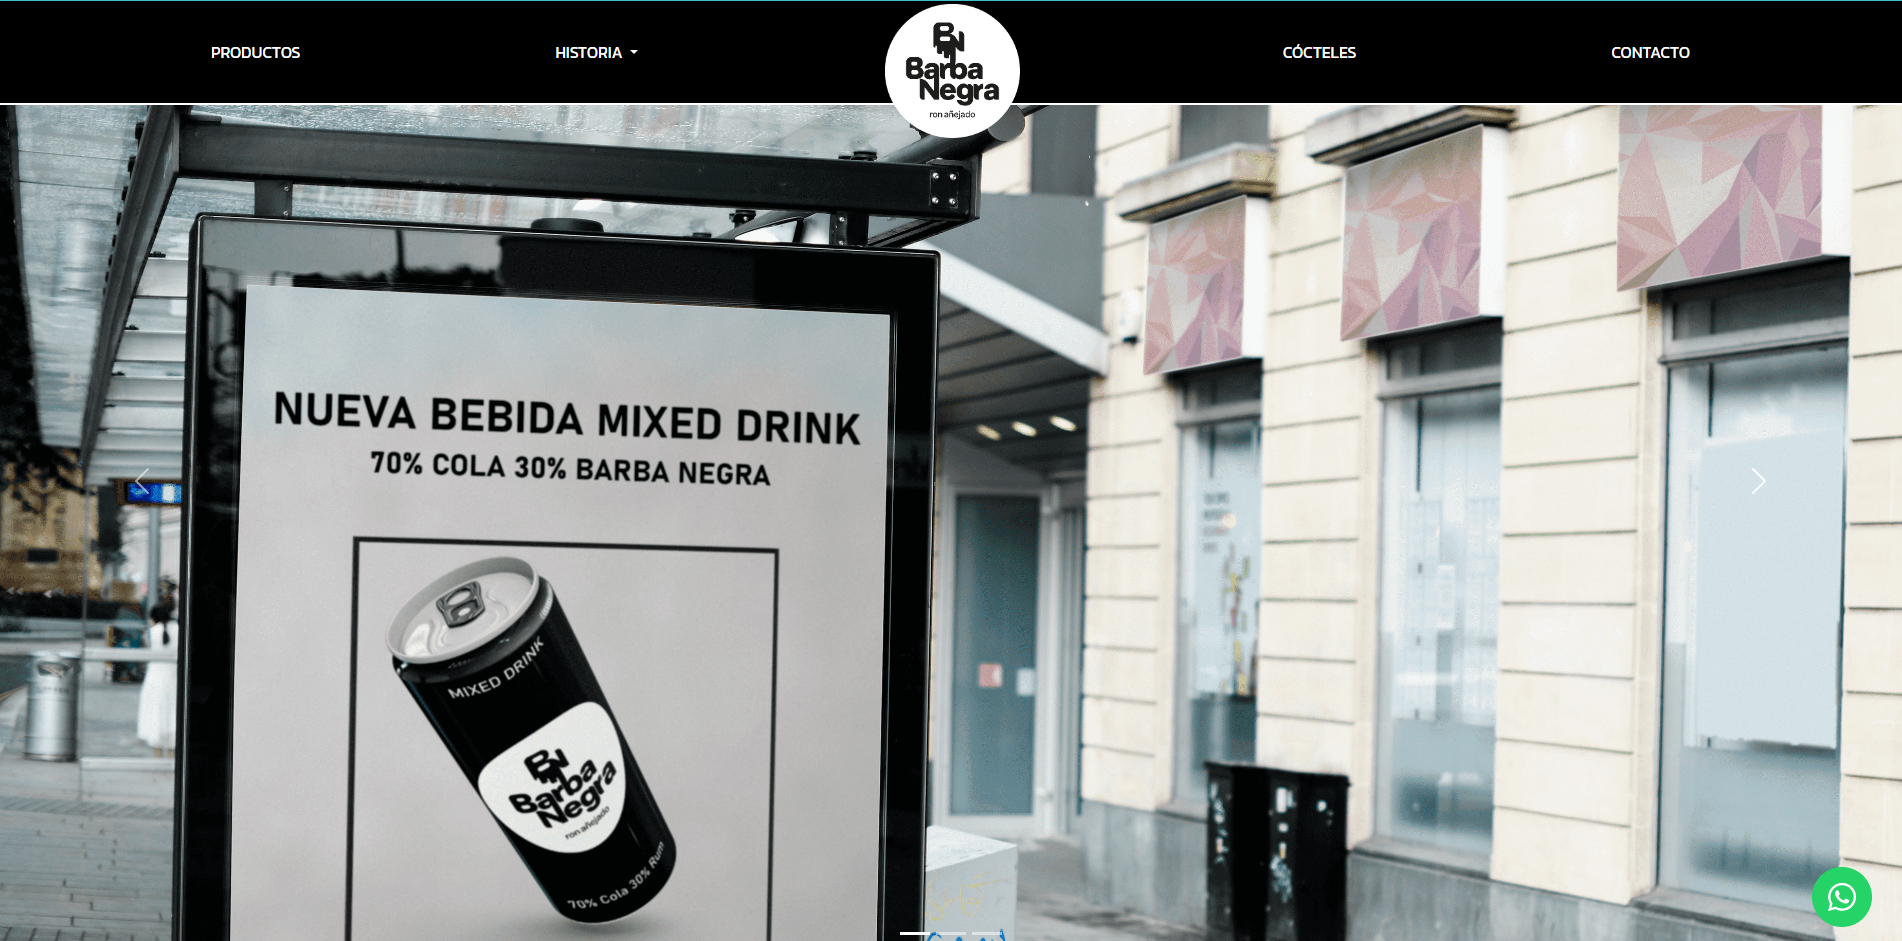 PRODUCTOS
HISTORIA
BN
Barba
Negra
ron añejado
CÓCTELES
CONTACTO
NUEVA BEBIDA MIXED DRINK
70% COLA 30% BARBA NEGRA
MIXED DRINK
BN
Barba
Negra
ron añejado
70% Cola 30% Rum